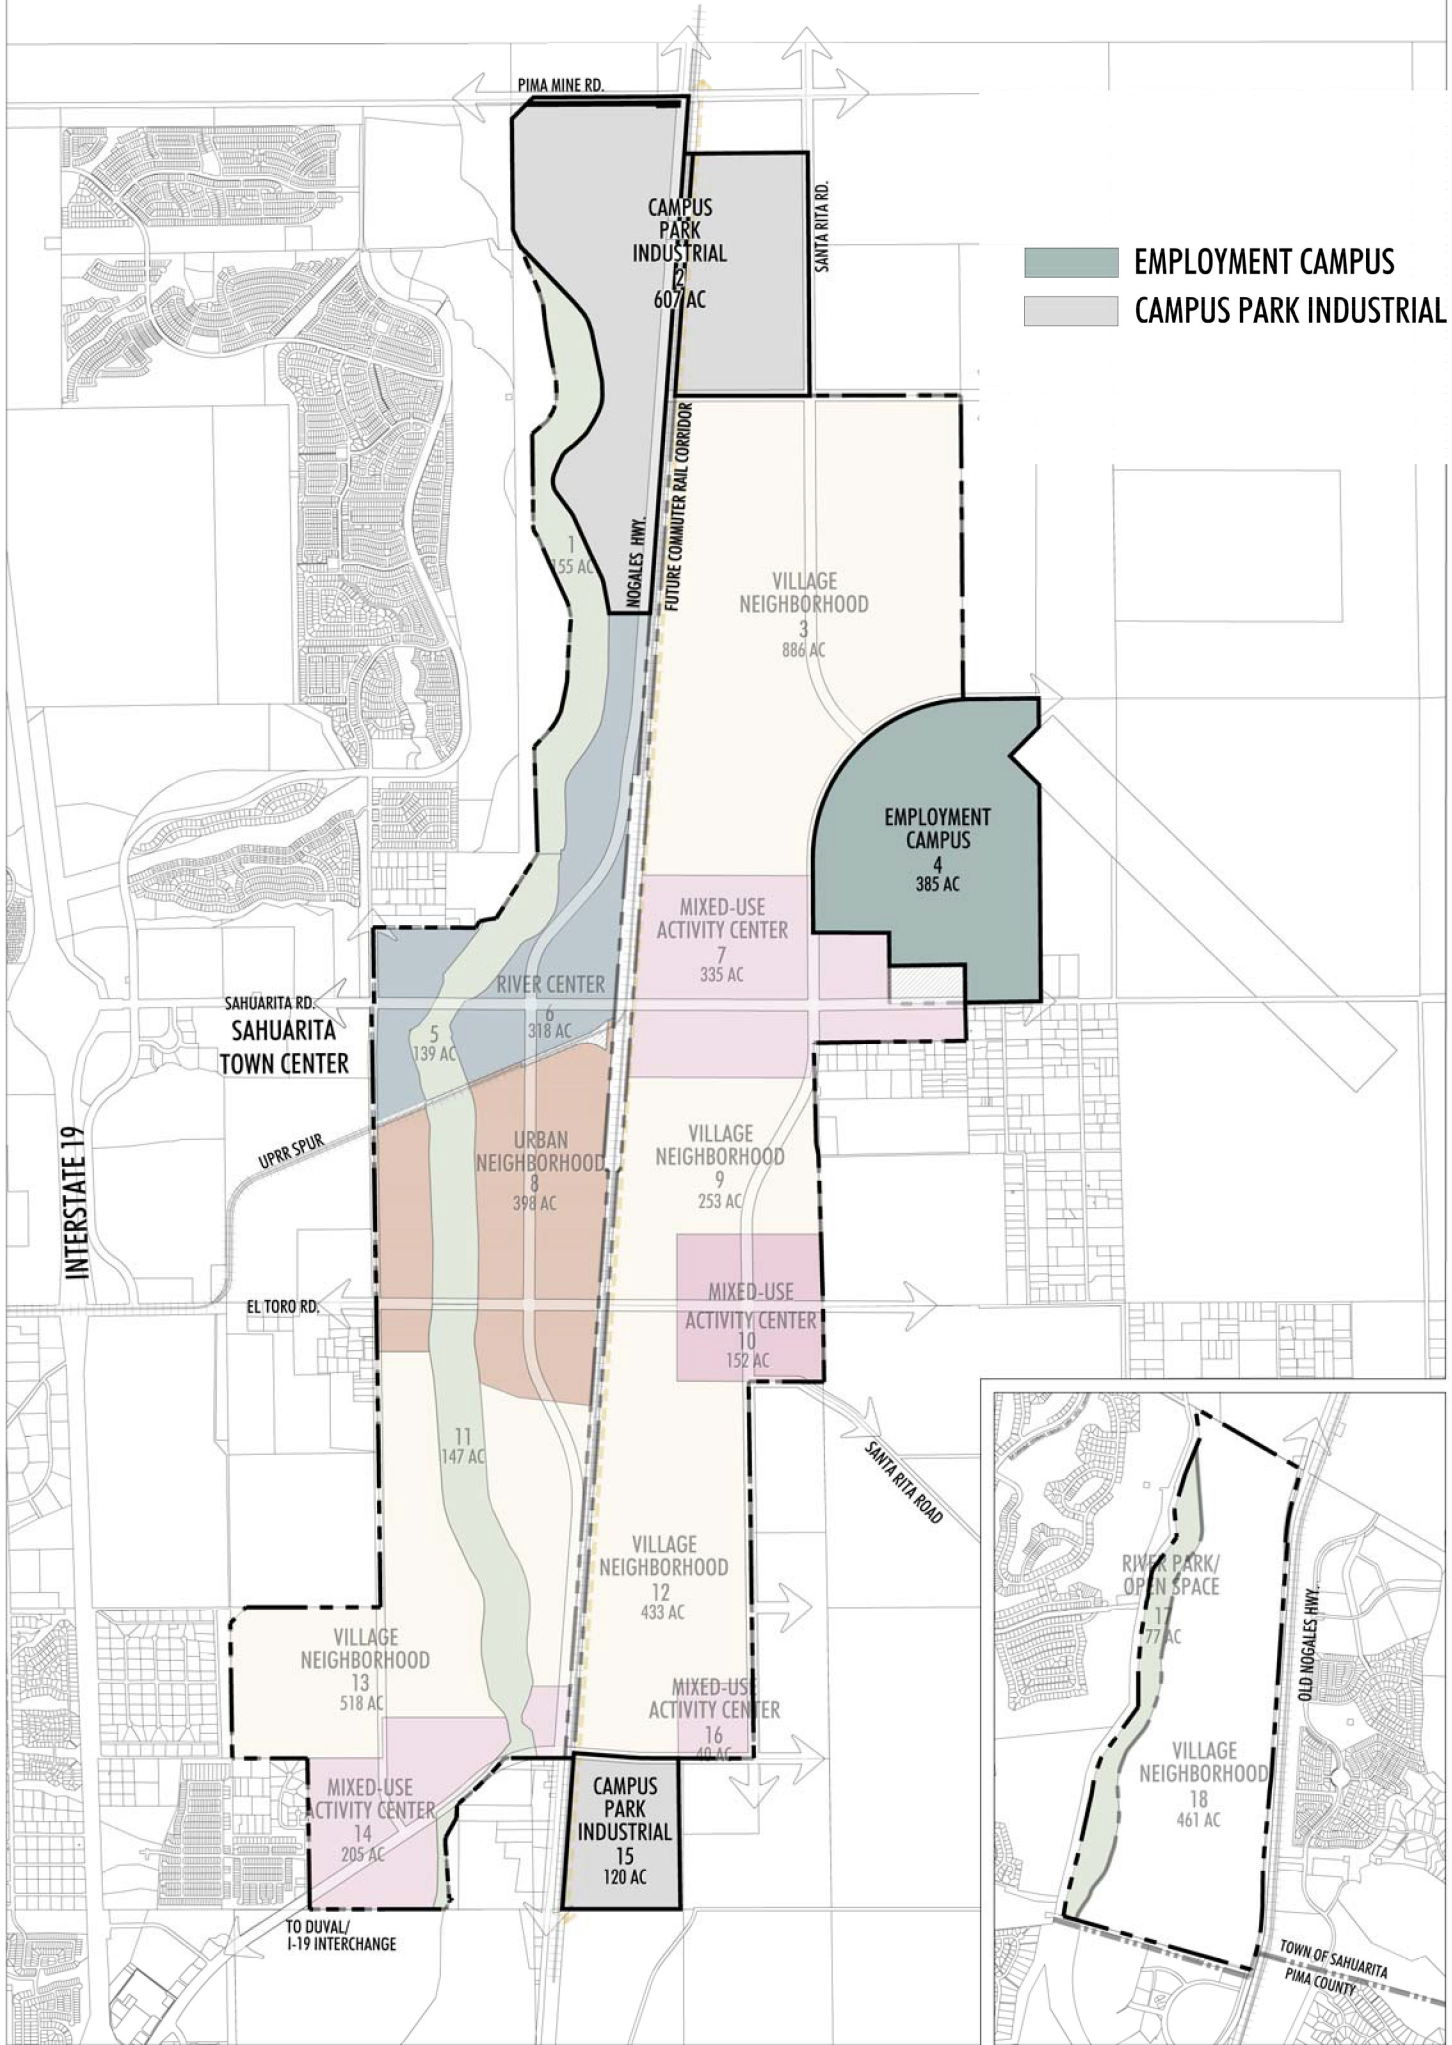 PIMA MINE RD.
CAMPUS
PARK
INDUSTRIAL
2
607 AC
SANTA RITA RD.
EMPLOYMENT CAMPUS
CAMPUS PARK INDUSTRIAL
NOGALES HWY.
FUTURE COMMUTER RAIL CORRIDOR
1
155 AC
VILLAGE
NEIGHBORHOOD
3
886 AC
EMPLOYMENT
CAMPUS
4
385 AC
MIXED-USE
ACTIVITY CENTER
7
335 AC
RIVER CENTER
6
318 AC
5
139 AC
SAHUARITA RD.
SAHUARITA
TOWN CENTER
UPRR SPUR
INTERSTATE 19
URBAN
NEIGHBORHOOD
8
398 AC
VILLAGE
NEIGHBORHOOD
9
253 AC
EL TORO RD.
MIXED-USE
ACTIVITY CENTER
10
152 AC
11
147 AC
SANTA RITA ROAD
VILLAGE
NEIGHBORHOOD
12
433 AC
VILLAGE
NEIGHBORHOOD
13
518 AC
MIXED-USE
ACTIVITY CENTER
16
40 AC
MIXED-USE
ACTIVITY CENTER
14
205 AC
CAMPUS
PARK
INDUSTRIAL
15
120 AC
TO DUVAL/
I-19 INTERCHANGE
RIVER PARK/
OPEN SPACE
17
77 AC
OLD NOGALES HWY.
VILLAGE
NEIGHBORHOOD
18
461 AC
TOWN OF SAHUARITA
PIMA COUNTY